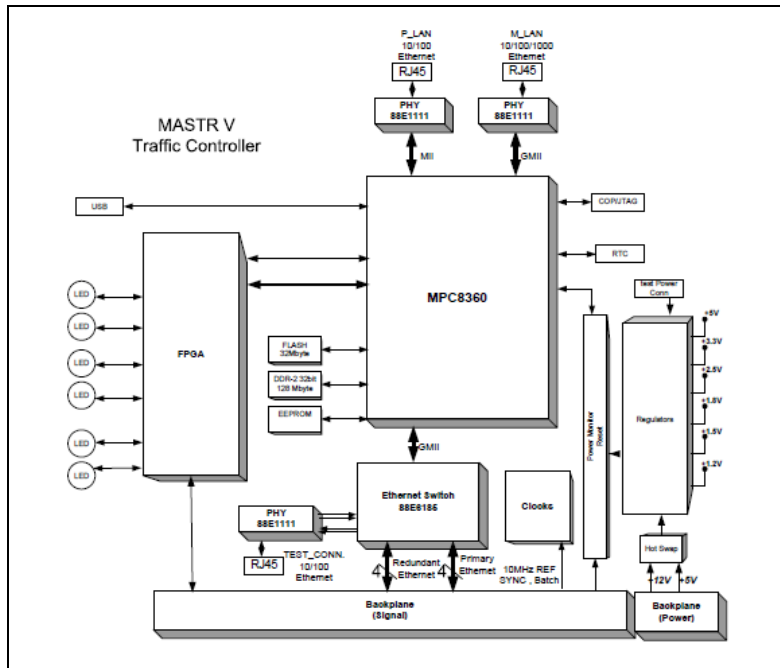 P_LAN
10/100
Ethernet
RJ45
M_LAN
10/100/1000
Ethernet
RJ45
PHY
88E1111
PHY
88E1111
MASTR V
Traffic Controller
MII
GMII
USB
COP/JTAG
RTC
MPC8360
Test Power
Conn
LED
LED
LED
LED
LED
LED
FPGA
FLASH
32Mbyte
DDR-2 32bit
128 Mbyte
EEPROM
Power Monitor
Reset
Regulators
+5V
+3.3V
+2.5V
+1.8V
+1.5V
+1.2V
GMII
Ethernet Switch
88E6185
Clocks
PHY
88E1111
TEST_CONN.
10/100
Ethernet
RJ45
4
Redundant
Ethernet
4
Primary
Ethernet
10MHz REF
SYNC , Batch
Hot Swap
+12V
+5V
Backplane
(Signal)
Backplane
(Power)